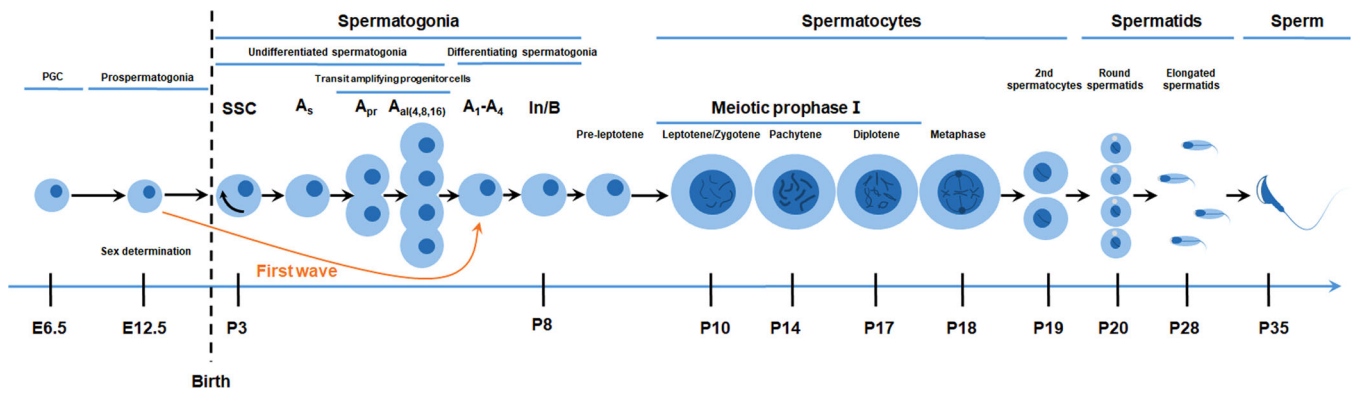 Spermatogonia
Spermatocytes
Spermatids
Sperm
Undifferentiated spermatogonia
Differentiating spermatogonia
PGC
Prospermatogonia
Transit amplifying progenitor cells
2nd
spermatocytes
Round
spermatids
Elongated
spermatids
SSC
As
Apr
Aal(4,8,16)
A1-A4
In/B
Meiotic prophase I
Pre-leptotene
Leptotene/Zygotene
Pachytene
Diplotene
Metaphase
Sex determination
First wave
E6.5
E12.5
P3
P8
P10
P14
P17
P18
P19
P20
P28
P35
Birth